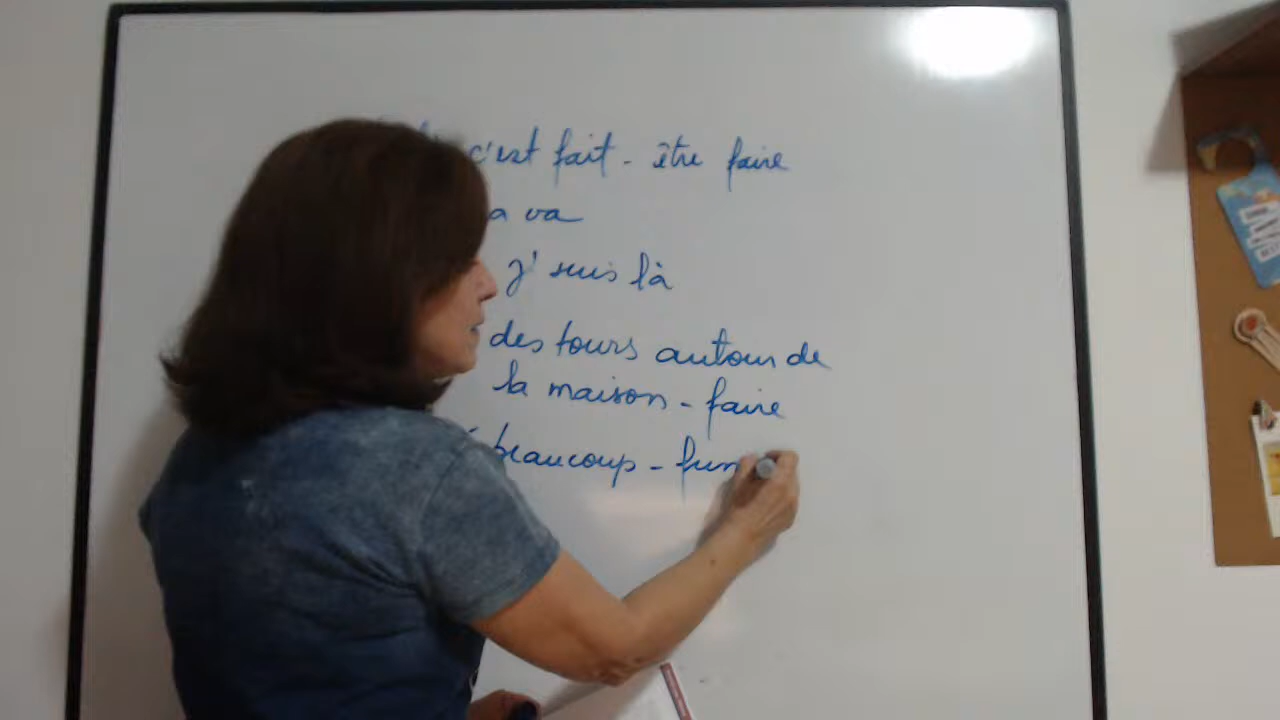 c'est fait - être faire
a va
j' suis là
des tours autour de
la maison - faire
beaucoup - fum